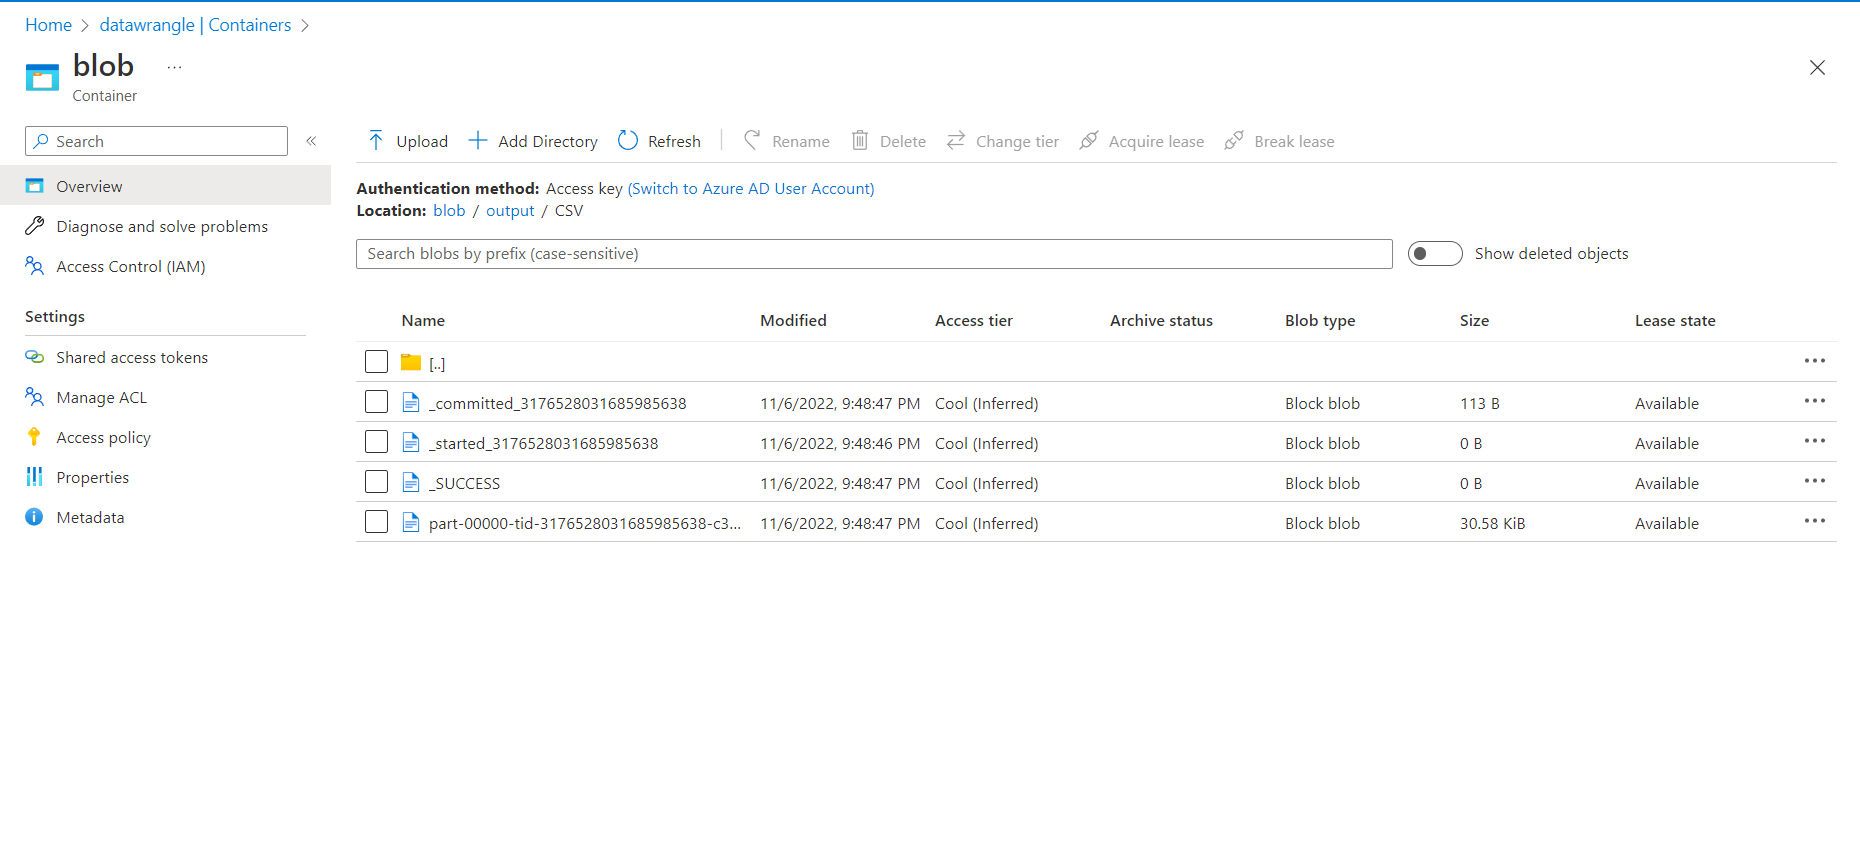 Home > datawrangle | Containers >
blob ...
Container
Search «
Overview
Diagnose and solve problems
Access Control (IAM)
Settings
Shared access tokens
Manage ACL
Access policy
Properties
Metadata
Upload Add Directory Refresh Rename Delete Change tier Acquire lease Break lease
Authentication method: Access key (Switch to Azure AD User Account)
Location: blob / output / CSV
Search blobs by prefix (case-sensitive) Show deleted objects
Name Modified Access tier Archive status Blob type Size Lease state
[..] ...
_committed_3176528031685985638 11/6/2022, 9:48:47 PM Cool (Inferred) Block blob 113 B Available ...
_started_3176528031685985638 11/6/2022, 9:48:46 PM Cool (Inferred) Block blob 0 B Available ...
_SUCCESS 11/6/2022, 9:48:47 PM Cool (Inferred) Block blob 0 B Available ...
part-00000-tid-3176528031685985638-c3... 11/6/2022, 9:48:47 PM Cool (Inferred) Block blob 30.58 KiB Available ...